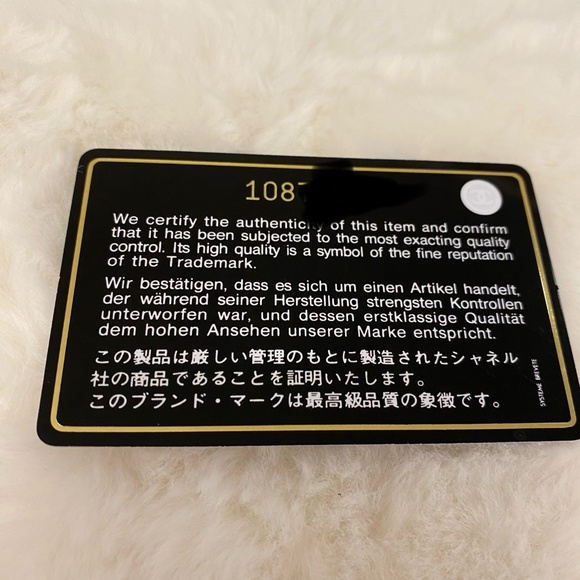 1087
We certify the authenticity of this item and confirm
that it has been subjected to the most exacting quality
control. Its high quality is a symbol of the fine reputation
of the Trademark.
Wir bestätigen, dass es sich um einen Artikel handelt,
der während seiner Herstellung strengsten Kontrollen
unterworfen war, und dessen erstklassige Qualität
dem hohen Ansehen unserer Marke entspricht.
この製品は厳しい管理のもとに製造されたシャネル
社の商品であることを証明いたします。
このブランド・マークは最高級品質の象徴です。
SYSTEME BREVETE